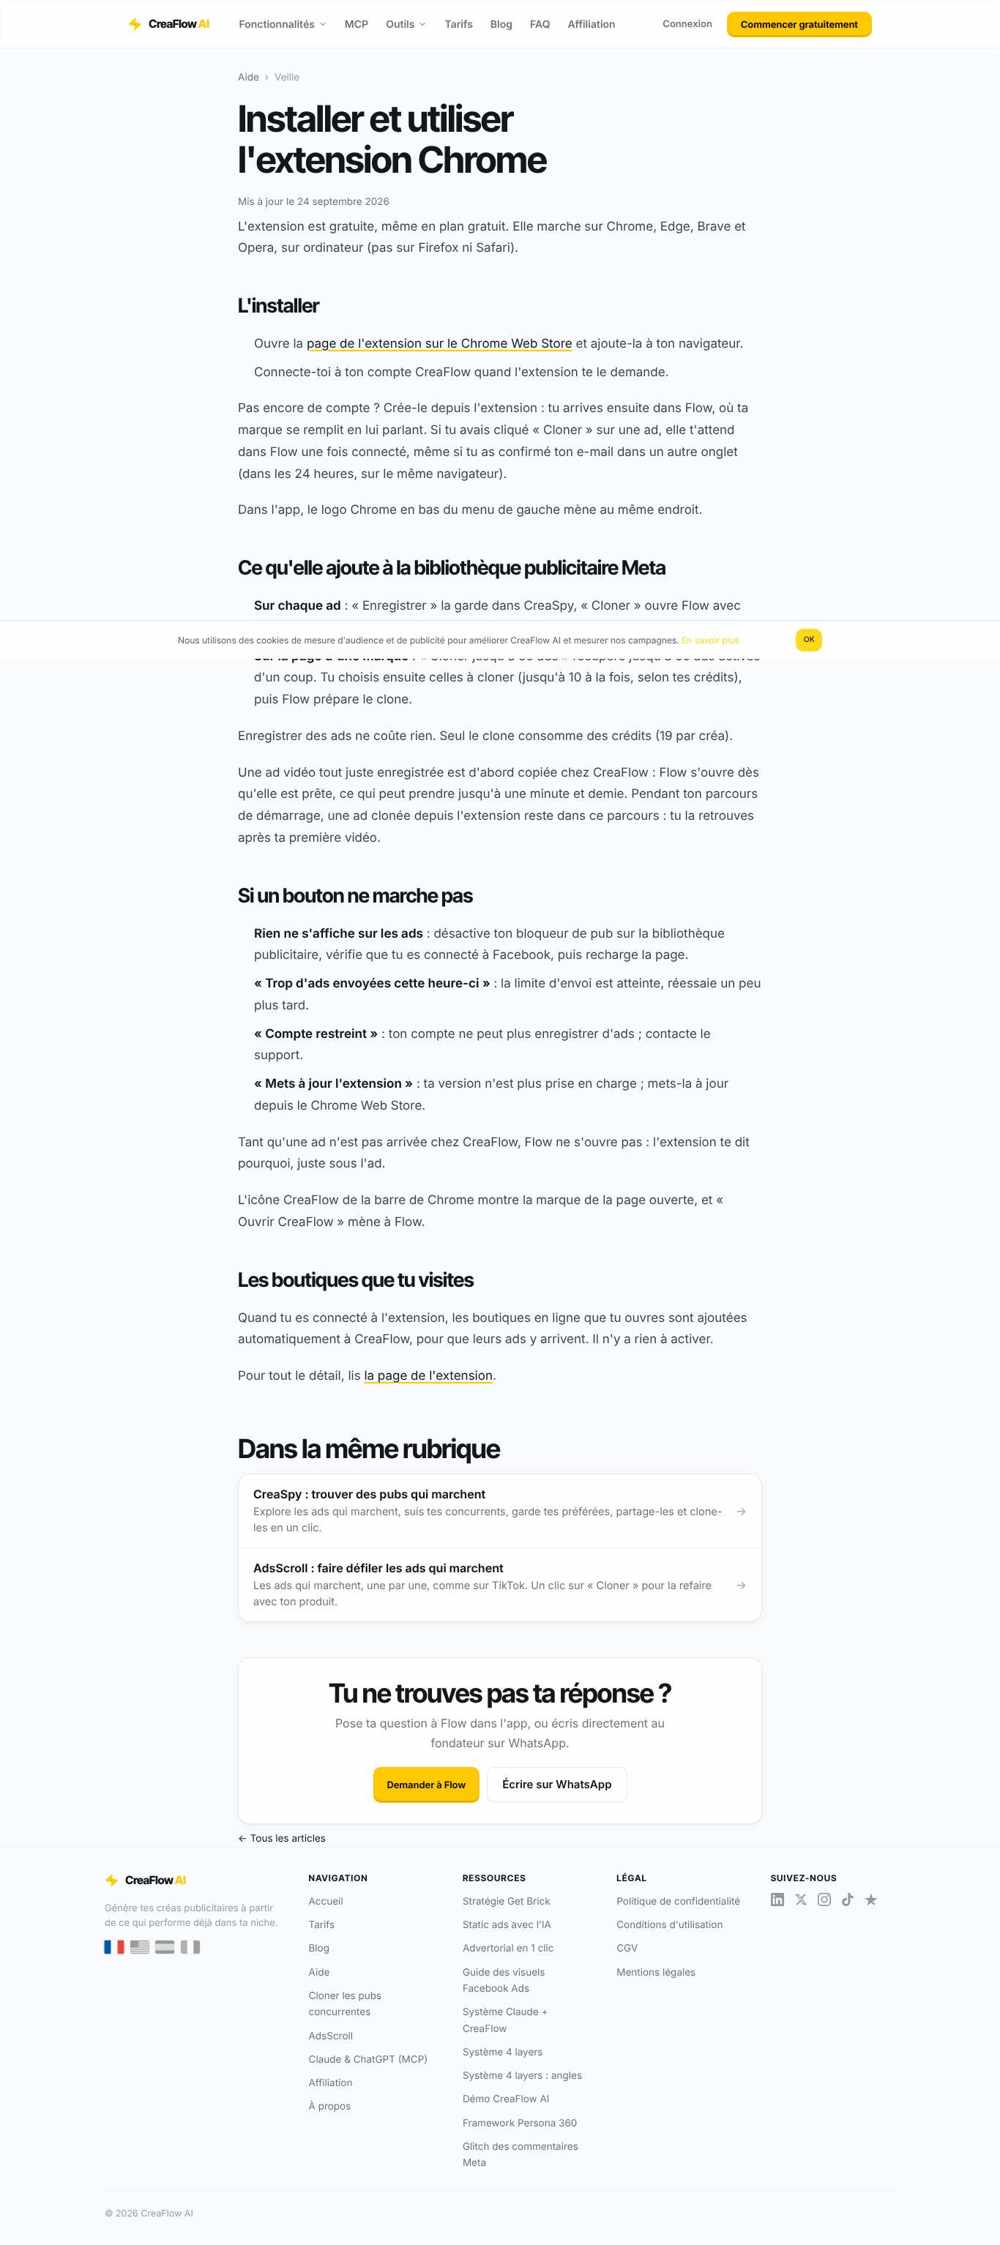 CreaFlow AI
Fonctionnalités
MCP
Outils
Tarifs
Blog
FAQ
Affiliation
Connexion
Commencer gratuitement
Aide › Veille
Installer et utiliser
l'extension Chrome
Mis à jour le 24 septembre 2026
L'extension est gratuite, même en plan gratuit. Elle marche sur Chrome, Edge, Brave et
Opera, sur ordinateur (pas sur Firefox ni Safari).
L'installer
Ouvre la page de l'extension sur le Chrome Web Store et ajoute-la à ton navigateur.
Connecte-toi à ton compte CreaFlow quand l'extension te le demande.
Pas encore de compte ? Crée-le depuis l'extension : tu arrives ensuite dans Flow, où ta
marque se remplit en lui parlant. Si tu avais cliqué « Cloner » sur une ad, elle t'attend
dans Flow une fois connecté, même si tu as confirmé ton e-mail dans un autre onglet
(dans les 24 heures, sur le même navigateur).
Dans l'app, le logo Chrome en bas du menu de gauche mène au même endroit.
Ce qu'elle ajoute à la bibliothèque publicitaire Meta
Sur chaque ad : « Enregistrer » la garde dans CreaSpy, « Cloner » ouvre Flow avec
Nous utilisons des cookies de mesure d'audience et de publicité pour améliorer CreaFlow AI et mesurer nos campagnes. En savoir plus
OK
d'un coup. Tu choisis ensuite celles à cloner (jusqu'à 10 à la fois, selon tes crédits),
puis Flow prépare le clone.
Enregistrer des ads ne coûte rien. Seul le clone consomme des crédits (19 par créa).
Une ad vidéo tout juste enregistrée est d'abord copiée chez CreaFlow : Flow s'ouvre dès
qu'elle est prête, ce qui peut prendre jusqu'à une minute et demie. Pendant ton parcours
de démarrage, une ad clonée depuis l'extension reste dans ce parcours : tu la retrouves
après ta première vidéo.
Si un bouton ne marche pas
Rien ne s'affiche sur les ads : désactive ton bloqueur de pub sur la bibliothèque
publicitaire, vérifie que tu es connecté à Facebook, puis recharge la page.
« Trop d'ads envoyées cette heure-ci » : la limite d'envoi est atteinte, réessaie un peu
plus tard.
« Compte restreint » : ton compte ne peut plus enregistrer d'ads ; contacte le
support.
« Mets à jour l'extension » : ta version n'est plus prise en charge ; mets-la à jour
depuis le Chrome Web Store.
Tant qu'une ad n'est pas arrivée chez CreaFlow, Flow ne s'ouvre pas : l'extension te dit
pourquoi, juste sous l'ad.
L'icône CreaFlow de la barre de Chrome montre la marque de la page ouverte, et «
Ouvrir CreaFlow » mène à Flow.
Les boutiques que tu visites
Quand tu es connecté à l'extension, les boutiques en ligne que tu ouvres sont ajoutées
automatiquement à CreaFlow, pour que leurs ads y arrivent. Il n'y a rien à activer.
Pour tout le détail, lis la page de l'extension.
Dans la même rubrique
CreaSpy : trouver des pubs qui marchent
Explore les ads qui marchent, suis tes concurrents, garde tes préférées, partage-les et clone-
les en un clic.
→
AdsScroll : faire défiler les ads qui marchent
Les ads qui marchent, une par une, comme sur TikTok. Un clic sur « Cloner » pour la refaire
avec ton produit.
→
Tu ne trouves pas ta réponse ?
Pose ta question à Flow dans l'app, ou écris directement au
fondateur sur WhatsApp.
Demander à Flow
Écrire sur WhatsApp
← Tous les articles
CreaFlow AI
Génère tes créas publicitaires à partir
de ce qui performe déjà dans ta niche.
NAVIGATION
Accueil
Tarifs
Blog
Aide
Cloner les pubs
concurrentes
AdsScroll
Claude & ChatGPT (MCP)
Affiliation
À propos
RESSOURCES
Stratégie Get Brick
Static ads avec l'IA
Advertorial en 1 clic
Guide des visuels
Facebook Ads
Système Claude +
CreaFlow
Système 4 layers
Système 4 layers : angles
Démo CreaFlow AI
Framework Persona 360
Glitch des commentaires
Meta
LÉGAL
Politique de confidentialité
Conditions d'utilisation
CGV
Mentions légales
SUIVEZ-NOUS
© 2026 CreaFlow AI